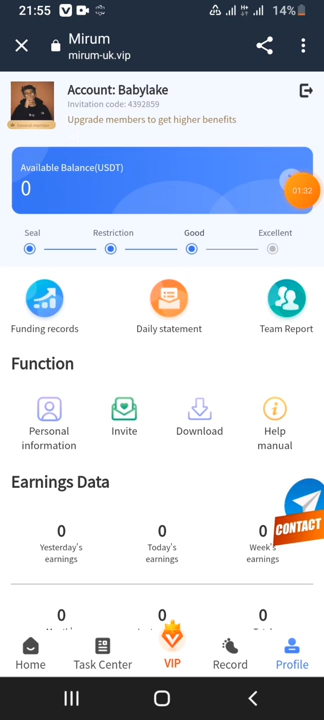 21:55
14%
Mirum
mirum-uk.vip
Account: Babylake
Invitation code: 4392859
Upgrade members to get higher benefits
Available Balance(USDT)
0
01:32
Seal Restriction Good Excellent
Funding records Daily statement Team Report
Function
Personal information
Invite
Download
Help manual
Earnings Data
0 0 0
Yesterday's earnings
Today's earnings
Week's earnings
CONTACT
0 0 0
Home Task Center VIP Record Profile